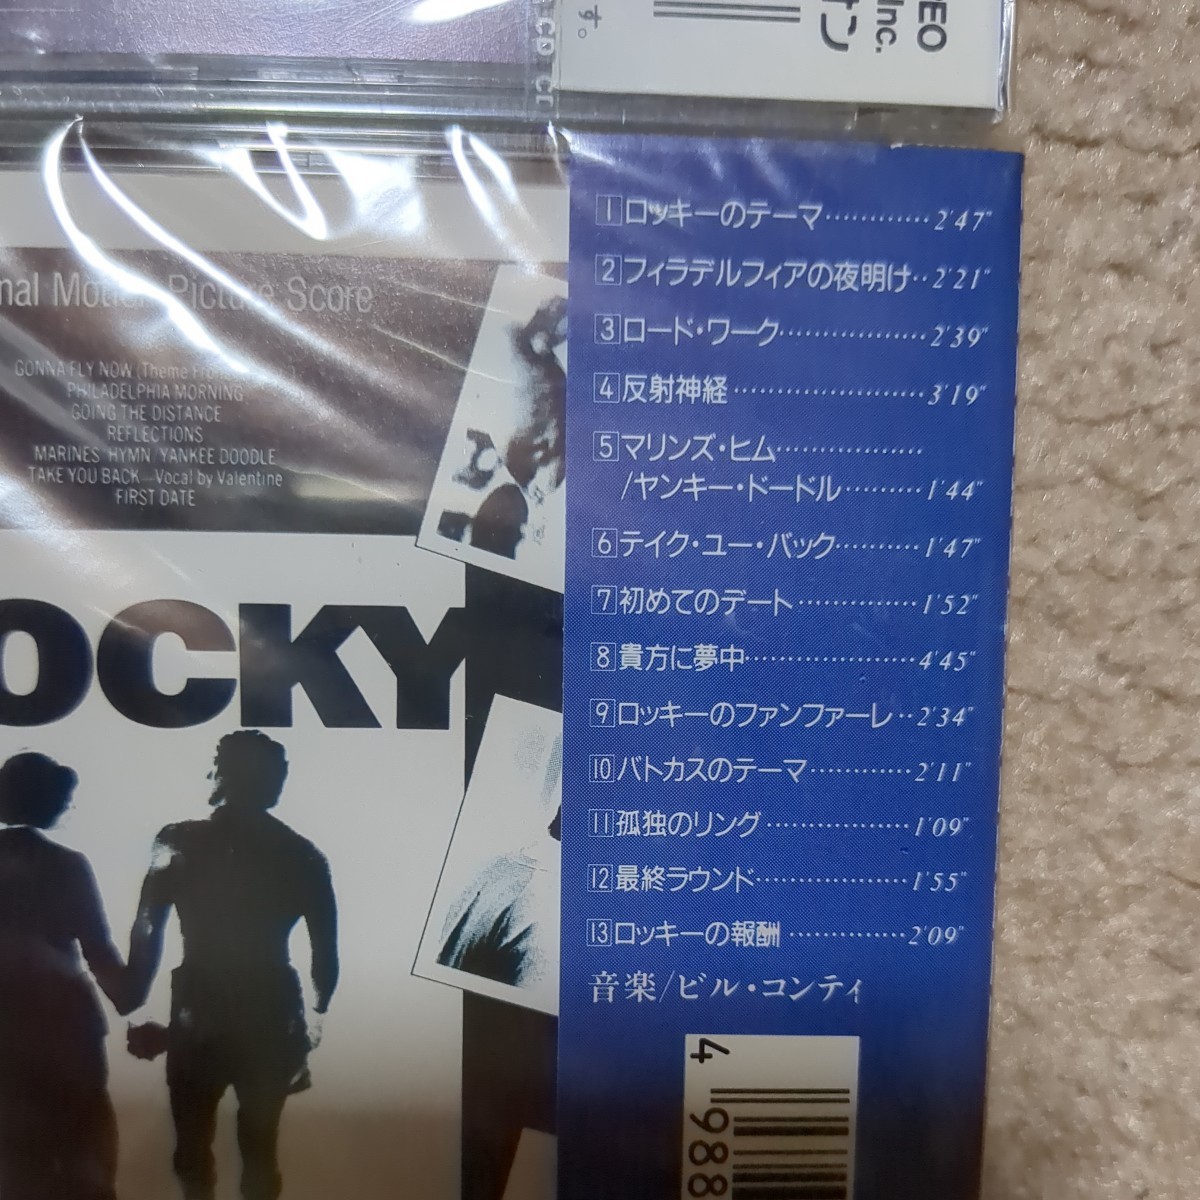 CD CD
す。
DEO
Inc.
オン
nal Motion Picture Score
GONNA FLY NOW (Theme From
PHILADELPHIA MORNING
GOING THE DISTANCE
REFLECTIONS
MARINES' HYMN/YANKEE DOODLE
TAKE YOU BACK—Vocal by Valentine
FIRST DATE
OCKY
1 ロッキーのテーマ············2'47"
2 フィラデルフィアの夜明け··2'21"
3 ロード・ワーク·················2'39"
4 反射神経······················3'19"
5 マリンズ・ヒム·················
/ヤンキー・ドードル·········1'44"
6 テイク・ユー・バック··········1'47"
7 初めてのデート··············1'52"
8 貴方に夢中····················4'45"
9 ロッキーのファンファーレ··2'34"
10 バトカスのテーマ············2'11"
11 孤独のリング·················1'09"
12 最終ラウンド··················1'55"
13 ロッキーの報酬··············2'09"
音楽/ビル・コンティ
4 988